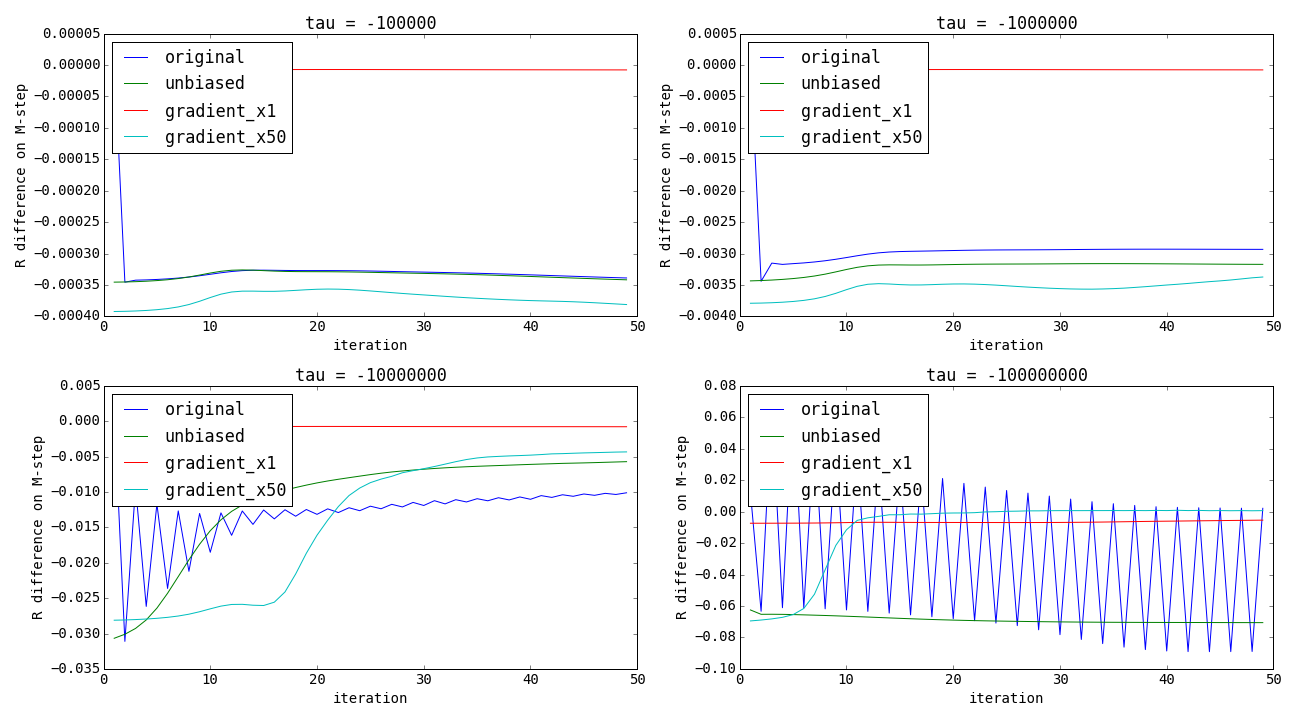 tau = -100000
0.00005
0.00000
−0.00005
−0.00010
−0.00015
−0.00020
−0.00025
−0.00030
−0.00035
−0.00040
R difference on M-step
original
unbiased
gradient_x1
gradient_x50
0 10 20 30 40 50
iteration
tau = -1000000
0.0005
0.0000
−0.0005
−0.0010
−0.0015
−0.0020
−0.0025
−0.0030
−0.0035
−0.0040
R difference on M-step
original
unbiased
gradient_x1
gradient_x50
0 10 20 30 40 50
iteration
tau = -10000000
0.005
0.000
−0.005
−0.010
−0.015
−0.020
−0.025
−0.030
−0.035
R difference on M-step
original
unbiased
gradient_x1
gradient_x50
0 10 20 30 40 50
iteration
tau = -100000000
0.08
0.06
0.04
0.02
0.00
−0.02
−0.04
−0.06
−0.08
−0.10
R difference on M-step
original
unbiased
gradient_x1
gradient_x50
0 10 20 30 40 50
iteration